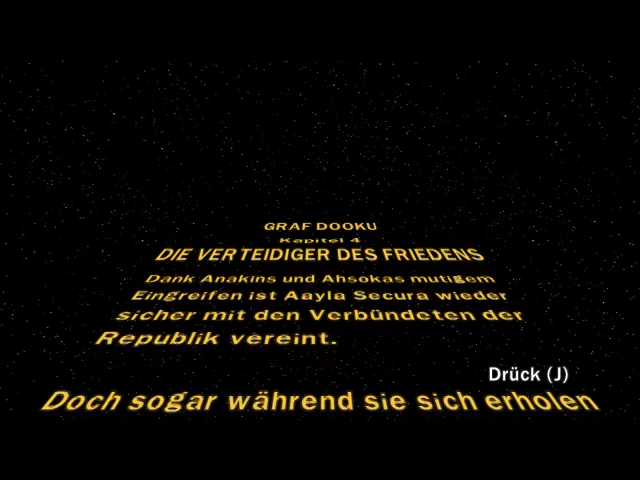 GRAF DOOKU
Kapitel 4
DIE VERTEIDIGER DES FRIEDENS
Dank Anakins und Ahsokas mutigem
Eingreifen ist Aayla Secura wieder
sicher mit den Verbündeten der
Republik vereint.
Drück (J)
Doch sogar während sie sich erholen